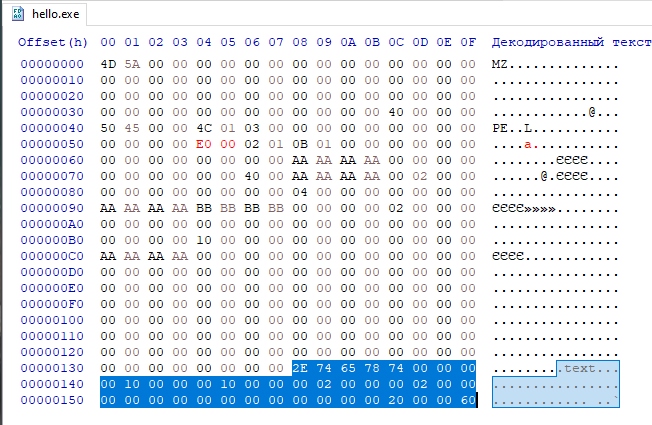 hello.exe
Offset(h) 00 01 02 03 04 05 06 07 08 09 0A 0B 0C 0D 0E 0F Декодированный текст
00000000 4D 5A 00 00 00 00 00 00 00 00 00 00 00 00 00 00 MZ..............
00000010 00 00 00 00 00 00 00 00 00 00 00 00 00 00 00 00 ................
00000020 00 00 00 00 00 00 00 00 00 00 00 00 00 00 00 00 ................
00000030 00 00 00 00 00 00 00 00 00 00 00 00 40 00 00 00 ............@...
00000040 50 45 00 00 4C 01 03 00 00 00 00 00 00 00 00 00 PE..L...........
00000050 00 00 00 00 E0 00 02 01 0B 01 00 00 00 00 00 00 ....а...........
00000060 00 00 00 00 00 00 00 00 AA AA AA AA 00 00 00 00 ........ЄЄЄЄ....
00000070 00 00 00 00 00 00 40 00 AA AA AA AA 00 02 00 00 ......@.ЄЄЄЄ....
00000080 00 00 00 00 00 00 00 00 04 00 00 00 00 00 00 00 ................
00000090 AA AA AA AA BB BB BB BB 00 00 00 00 02 00 00 00 ЄЄЄЄ»»»»........
000000A0 00 00 00 00 00 00 00 00 00 00 00 00 00 00 00 00 ................
000000B0 00 00 00 00 10 00 00 00 00 00 00 00 00 00 00 00 ................
000000C0 AA AA AA AA 00 00 00 00 00 00 00 00 00 00 00 00 ЄЄЄЄ............
000000D0 00 00 00 00 00 00 00 00 00 00 00 00 00 00 00 00 ................
000000E0 00 00 00 00 00 00 00 00 00 00 00 00 00 00 00 00 ................
000000F0 00 00 00 00 00 00 00 00 00 00 00 00 00 00 00 00 ................
00000100 00 00 00 00 00 00 00 00 00 00 00 00 00 00 00 00 ................
00000110 00 00 00 00 00 00 00 00 00 00 00 00 00 00 00 00 ................
00000120 00 00 00 00 00 00 00 00 00 00 00 00 00 00 00 00 ................
00000130 00 00 00 00 00 00 00 00 2E 74 65 78 74 00 00 00 .........text...
00000140 00 10 00 00 00 10 00 00 00 02 00 00 00 02 00 00 ................
00000150 00 00 00 00 00 00 00 00 00 00 00 00 20 00 00 60 ............ ..`